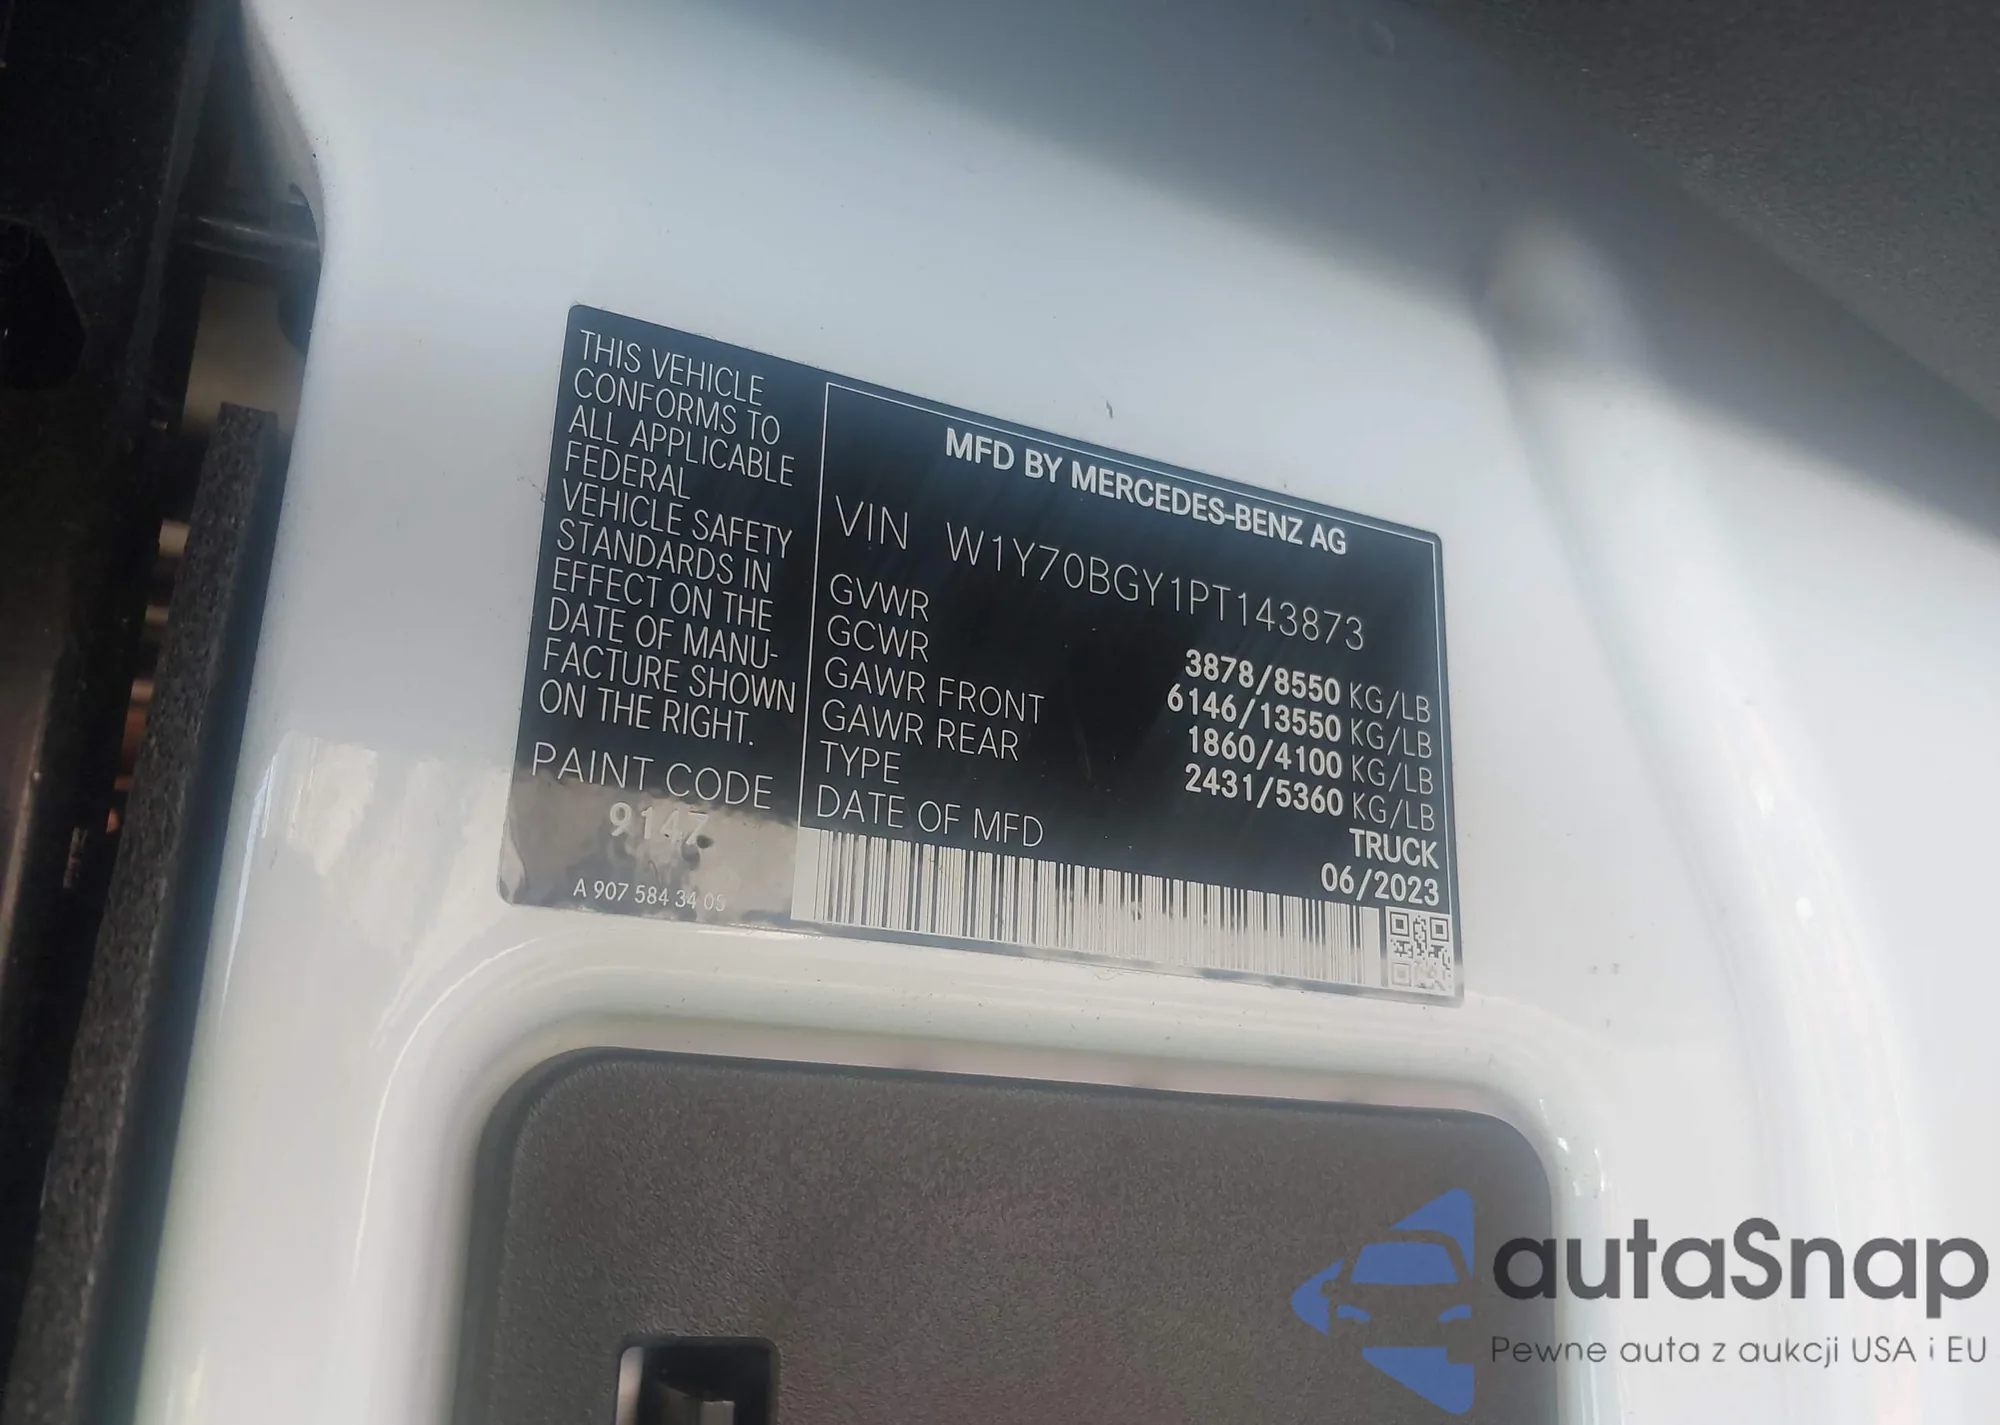 THIS VEHICLE
CONFORMS TO
ALL APPLICABLE
FEDERAL
VEHICLE SAFETY
STANDARDS IN
EFFECT ON THE
DATE OF MANU-
FACTURE SHOWN
ON THE RIGHT.
PAINT CODE
9147
A 907 584 34 05
MFD BY MERCEDES-BENZ AG
VIN W1Y70BGY1PT143873
GVWR 3878/8550 KG/LB
GCWR 6146/13550 KG/LB
GAWR FRONT 1860/4100 KG/LB
GAWR REAR 2431/5360 KG/LB
TYPE TRUCK
DATE OF MFD 06/2023
autaSnap
Pewne auta z aukcji USA i EU